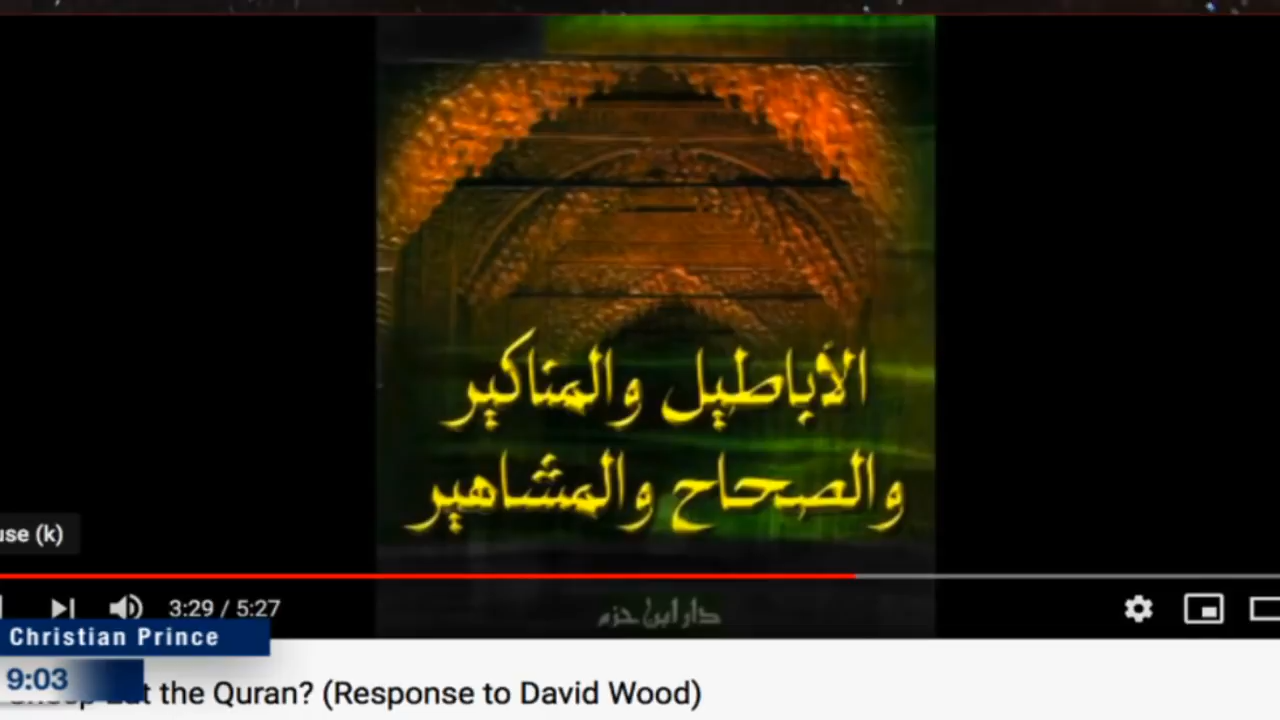 الأباطيل والمناكير
والصحاح والمشاهير
دار ابن حزم
use (k)
3:29 / 5:27
Christian Prince
9:03
the Quran? (Response to David Wood)